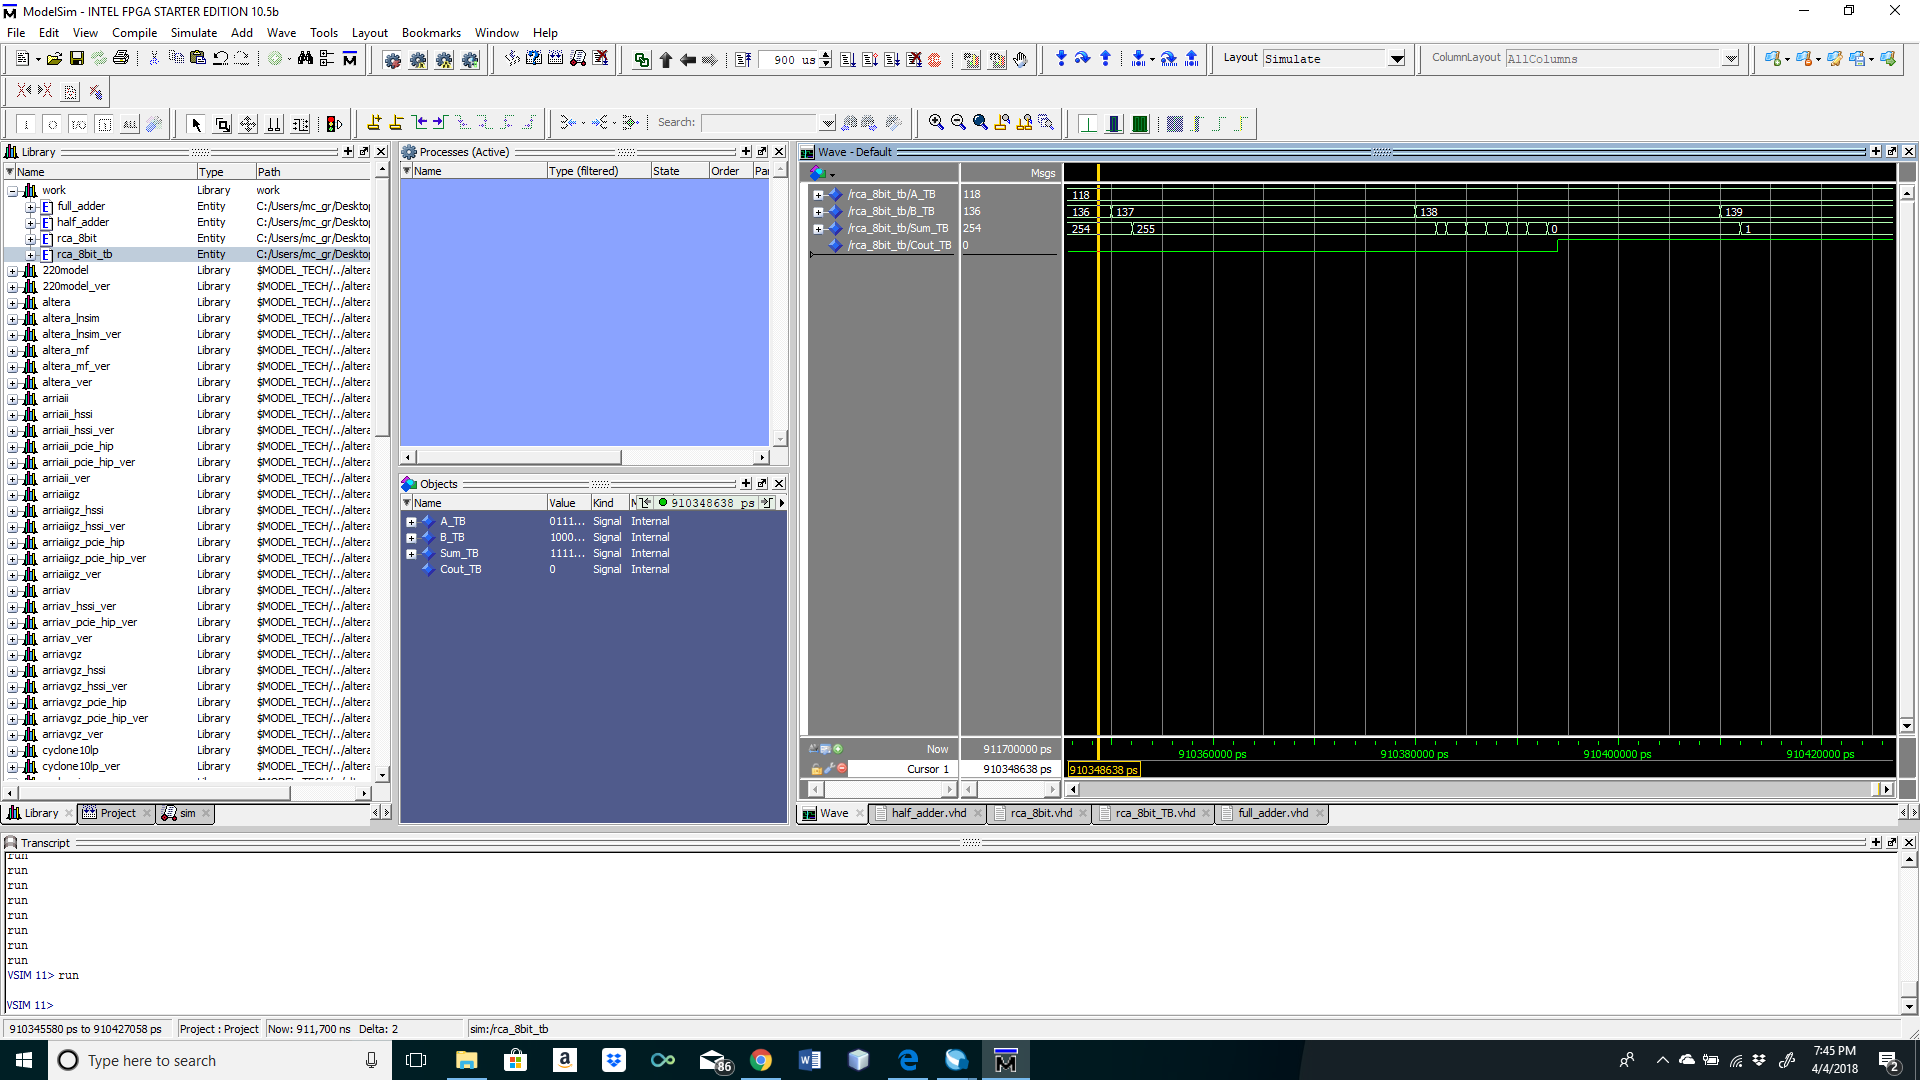 ModelSim - INTEL FPGA STARTER EDITION 10.5b
File Edit View Compile Simulate Add Wave Tools Layout Bookmarks Window Help
900 us
Layout Simulate
ColumnLayout AllColumns
Search:
Library
Name Type Path
work Library work
full_adder Entity C:/Users/mc_gr/Deskto
half_adder Entity C:/Users/mc_gr/Deskto
rca_8bit Entity C:/Users/mc_gr/Deskto
rca_8bit_tb Entity C:/Users/mc_gr/Deskto
220model Library $MODEL_TECH/../altera
220model_ver Library $MODEL_TECH/../altera
altera Library $MODEL_TECH/../altera
altera_lnsim Library $MODEL_TECH/../altera
altera_lnsim_ver Library $MODEL_TECH/../altera
altera_mf Library $MODEL_TECH/../altera
altera_mf_ver Library $MODEL_TECH/../altera
altera_ver Library $MODEL_TECH/../altera
arriaii Library $MODEL_TECH/../altera
arriaii_hssi Library $MODEL_TECH/../altera
arriaii_hssi_ver Library $MODEL_TECH/../altera
arriaii_pcie_hip Library $MODEL_TECH/../altera
arriaii_pcie_hip_ver Library $MODEL_TECH/../altera
arriaii_ver Library $MODEL_TECH/../altera
arriaiigz Library $MODEL_TECH/../altera
arriaiigz_hssi Library $MODEL_TECH/../altera
arriaiigz_hssi_ver Library $MODEL_TECH/../altera
arriaiigz_pcie_hip Library $MODEL_TECH/../altera
arriaiigz_pcie_hip_ver Library $MODEL_TECH/../altera
arriaiigz_ver Library $MODEL_TECH/../altera
arriav Library $MODEL_TECH/../altera
arriav_hssi_ver Library $MODEL_TECH/../altera
arriav_pcie_hip_ver Library $MODEL_TECH/../altera
arriav_ver Library $MODEL_TECH/../altera
arriavgz Library $MODEL_TECH/../altera
arriavgz_hssi Library $MODEL_TECH/../altera
arriavgz_hssi_ver Library $MODEL_TECH/../altera
arriavgz_pcie_hip Library $MODEL_TECH/../altera
arriavgz_pcie_hip_ver Library $MODEL_TECH/../altera
arriavgz_ver Library $MODEL_TECH/../altera
cyclone10lp Library $MODEL_TECH/../altera
cyclone10lp_ver Library $MODEL_TECH/../altera
Library Project sim
Processes (Active)
Name Type (filtered) State Order Pa
Objects
Name Value Kind 910348638 ps
A_TB 0111... Signal Internal
B_TB 1000... Signal Internal
Sum_TB 1111... Signal Internal
Cout_TB 0 Signal Internal
Wave - Default
Msgs
/rca_8bit_tb/A_TB 118 118
/rca_8bit_tb/B_TB 136 136 137 138 139
/rca_8bit_tb/Sum_TB 254 254 255 0 1
/rca_8bit_tb/Cout_TB 0
Now 911700000 ps 910360000 ps 910380000 ps 910400000 ps 910420000 ps
Cursor 1 910348638 ps 910348638 ps
Wave half_adder.vhd rca_8bit.vhd rca_8bit_TB.vhd full_adder.vhd
Transcript
run
run
run
run
run
run
run
run
VSIM 11> run
VSIM 11>
910345580 ps to 910427058 ps Project : Project Now: 911,700 ns Delta: 2 sim:/rca_8bit_tb
Type here to search
86
7:45 PM
4/4/2018
2